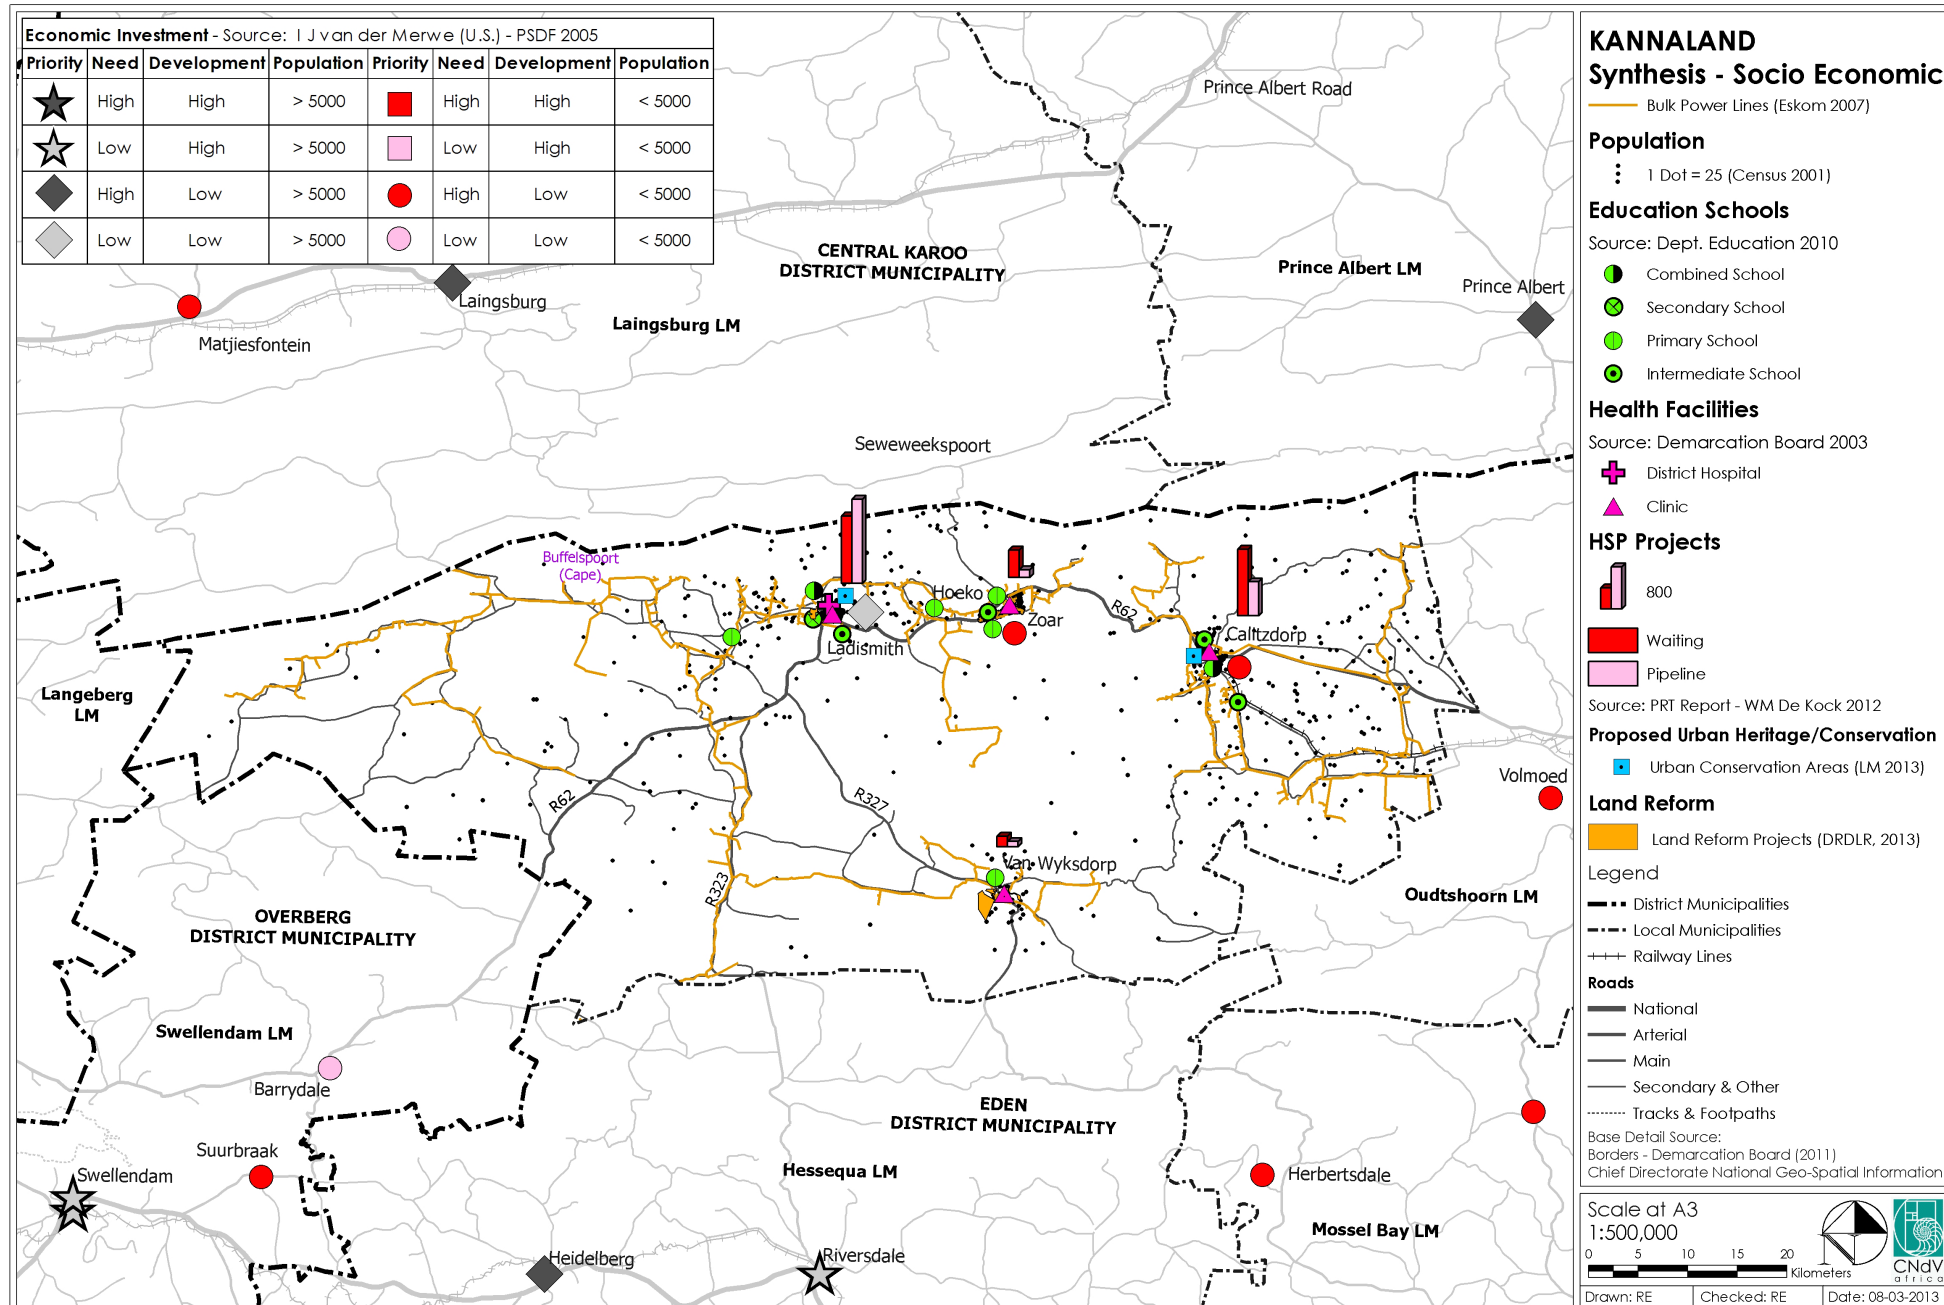 Economic Investment - Source: I J van der Merwe (U.S.) - PSDF 2005
Priority Need Development Population Priority Need Development Population
High High > 5000 High High < 5000
Low High > 5000 Low High < 5000
High Low > 5000 High Low < 5000
Low Low > 5000 Low Low < 5000
Prince Albert Road
CENTRAL KAROO
DISTRICT MUNICIPALITY
Prince Albert LM
Prince Albert
Laingsburg
Laingsburg LM
Matjiesfontein
Seweweekspoort
Buffelspoort
(Cape)
Hoeko
Zoar
R62
Calitzdorp
Ladismith
Langeberg
LM
Volmoed
R62
R327
Van Wyksdorp
R323
Oudtshoorn LM
OVERBERG
DISTRICT MUNICIPALITY
Swellendam LM
Barrydale
EDEN
DISTRICT MUNICIPALITY
Suurbraak
Swellendam
Hessequa LM
Herbertsdale
Mossel Bay LM
Heidelberg
Riversdale
KANNALAND
Synthesis - Socio Economic
Bulk Power Lines (Eskom 2007)
Population
1 Dot = 25 (Census 2001)
Education Schools
Source: Dept. Education 2010
Combined School
Secondary School
Primary School
Intermediate School
Health Facilities
Source: Demarcation Board 2003
District Hospital
Clinic
HSP Projects
800
Waiting
Pipeline
Source: PRT Report - WM De Kock 2012
Proposed Urban Heritage/Conservation
Urban Conservation Areas (LM 2013)
Land Reform
Land Reform Projects (DRDLR, 2013)
Legend
District Municipalities
Local Municipalities
Railway Lines
Roads
National
Arterial
Main
Secondary & Other
Tracks & Footpaths
Base Detail Source:
Borders - Demarcation Board (2011)
Chief Directorate National Geo-Spatial Information
Scale at A3
1:500,000
0 5 10 15 20
Kilometers
CNdV
africa
Drawn: RE Checked: RE Date: 08-03-2013